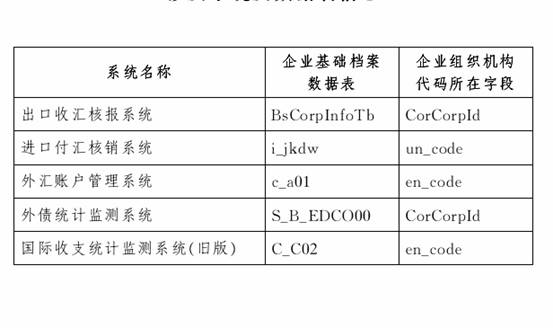 系统名称
企业基础档案
数据表
企业组织机构
代码所在字段
出口收汇核报系统 BsCorpInfoTb CorCorpId
进口付汇核销系统 i_jkdw un_code
外汇账户管理系统 c_a01 en_code
外债统计监测系统 S_B_EDCO00 CorCorpId
国际收支统计监测系统(旧版) C_C02 en_code